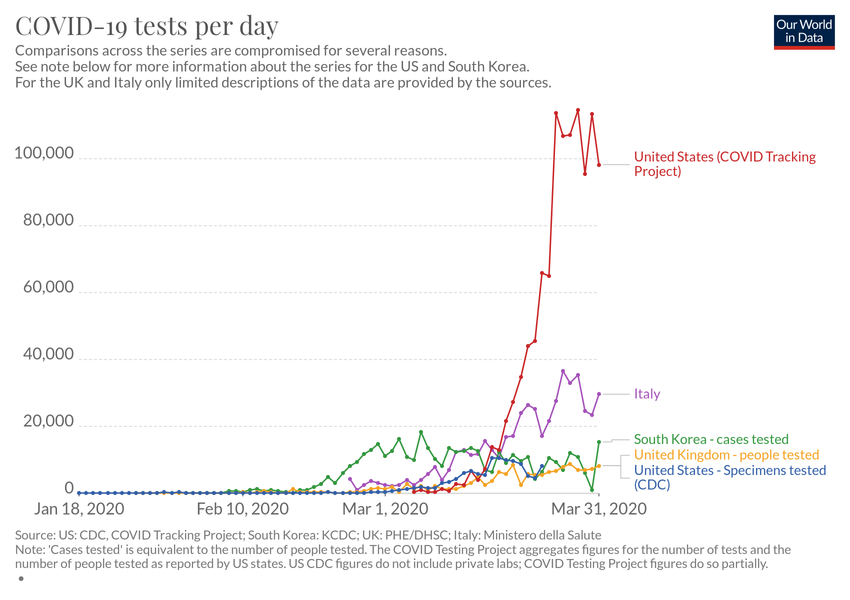 COVID-19 tests per day
Our World
in Data
Comparisons across the series are compromised for several reasons.
See note below for more information about the series for the US and South Korea.
For the UK and Italy only limited descriptions of the data are provided by the sources.
100,000
80,000
60,000
40,000
20,000
0
United States (COVID Tracking
Project)
Italy
South Korea - cases tested
United Kingdom - people tested
United States - Specimens tested
(CDC)
Jan 18, 2020
Feb 10, 2020
Mar 1, 2020
Mar 31, 2020
Source: US: CDC, COVID Tracking Project; South Korea: KCDC; UK: PHE/DHSC; Italy: Ministero della Salute
Note: 'Cases tested' is equivalent to the number of people tested. The COVID Testing Project aggregates figures for the number of tests and the
number of people tested as reported by US states. US CDC figures do not include private labs; COVID Testing Project figures do so partially.
•